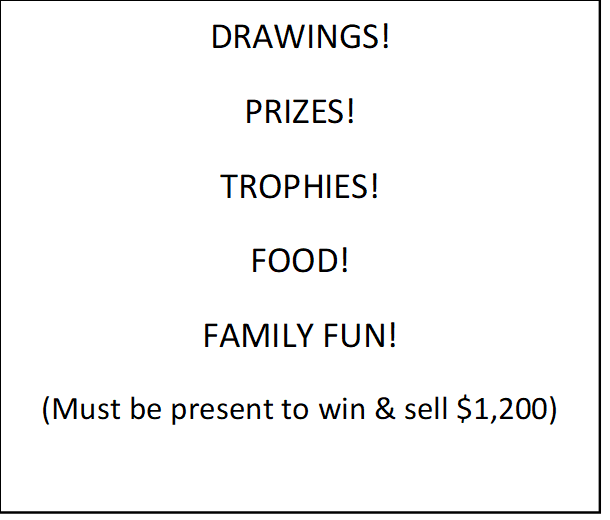 DRAWINGS!
PRIZES!
TROPHIES!
FOOD!
FAMILY FUN!
(Must be present to win & sell $1,200)